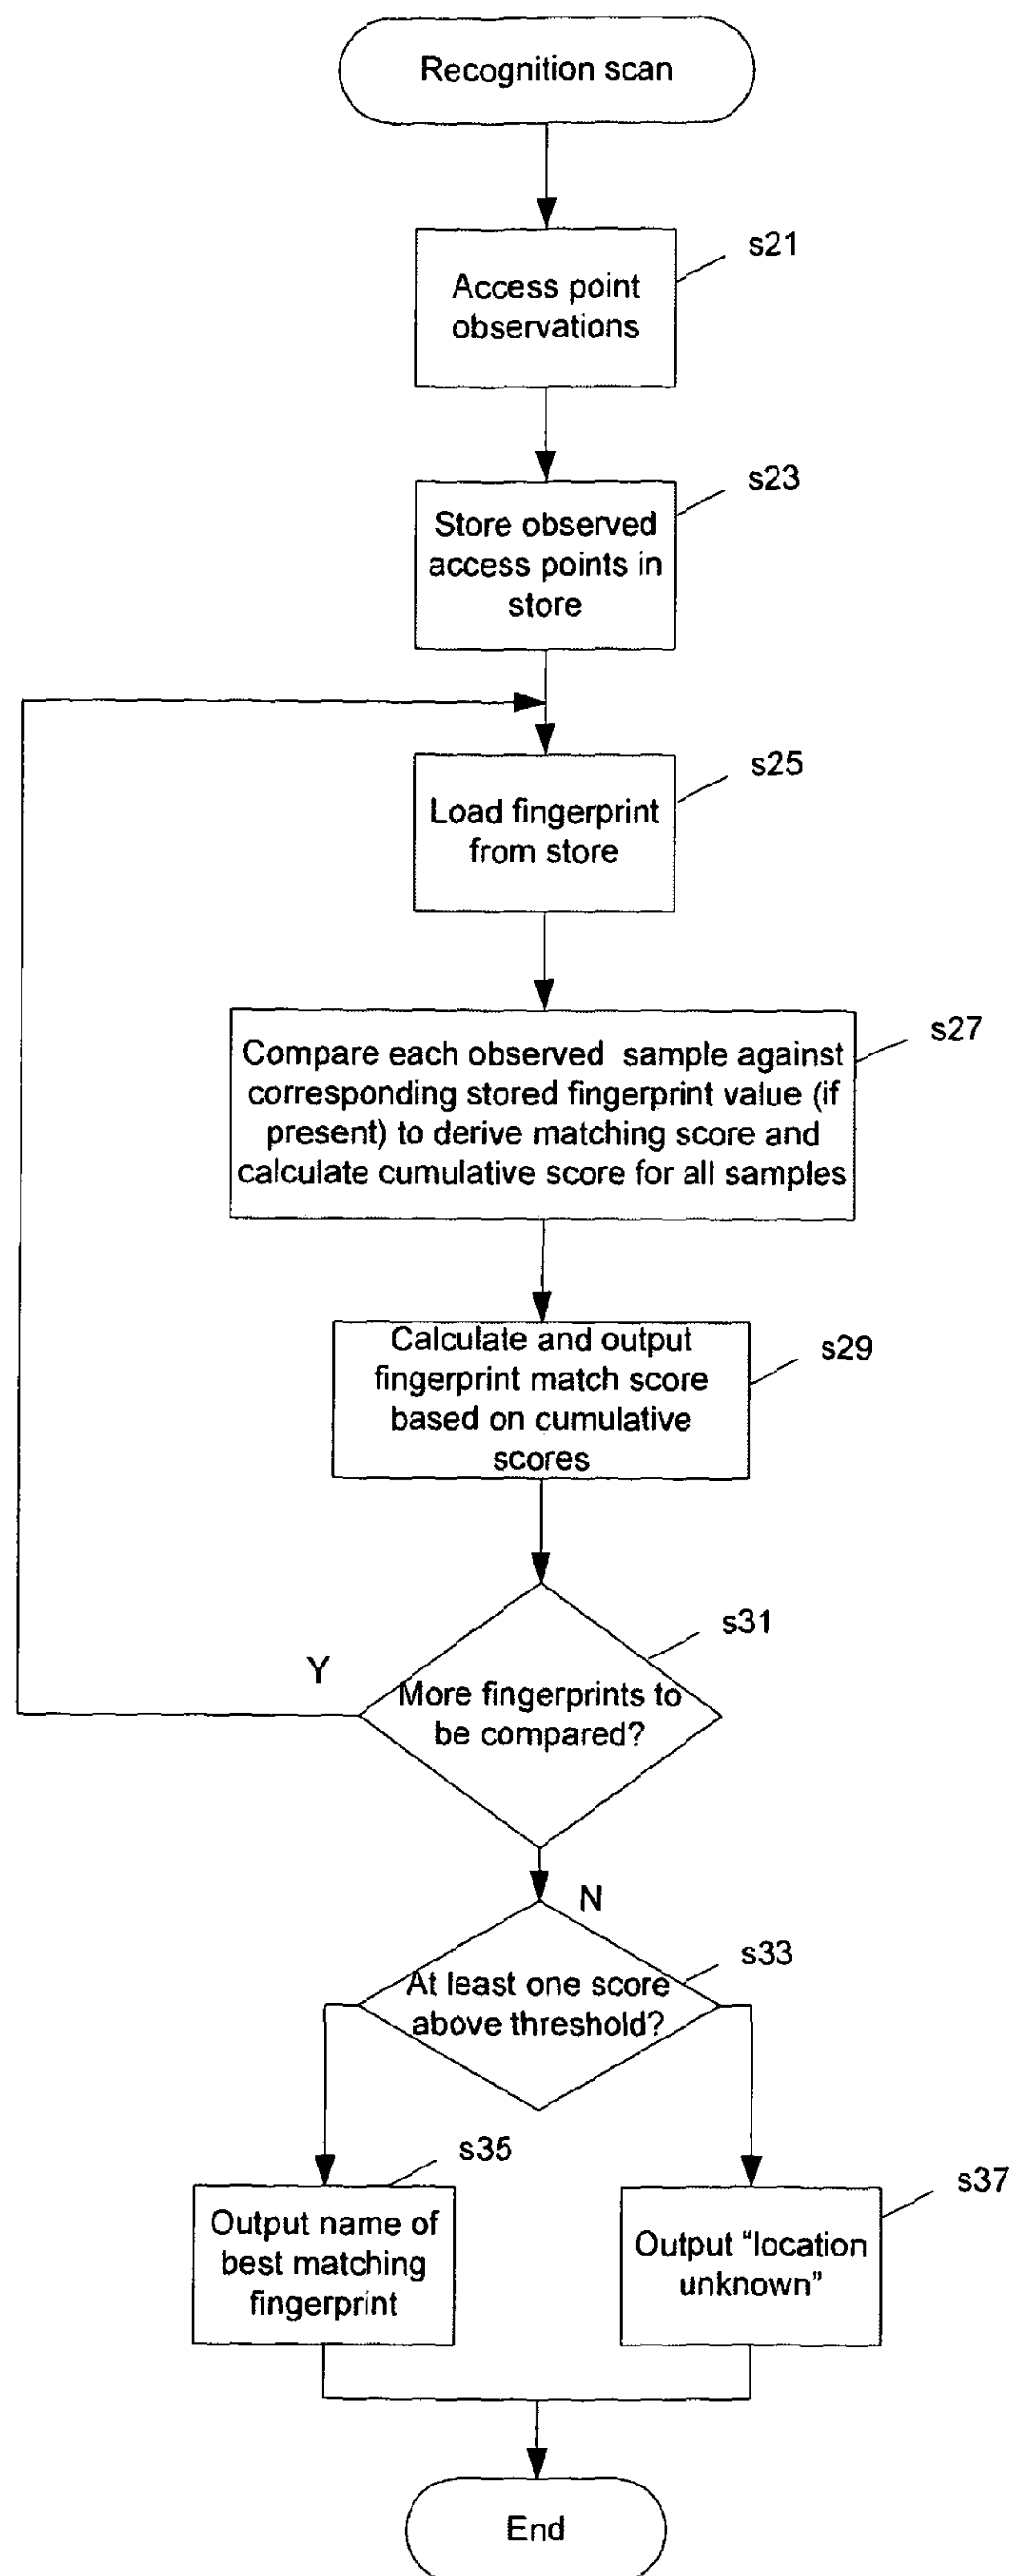 Recognition scan
s21
Access point
observations
s23
Store observed
access points in
store
s25
Load fingerprint
from store
s27
Compare each observed sample against
corresponding stored fingerprint value (if
present) to derive matching score and
calculate cumulative score for all samples
s29
Calculate and output
fingerprint match score
based on cumulative
scores
s31
Y
More fingerprints to
be compared?
N
s33
At least one score
above threshold?
s35
Output name of
best matching
fingerprint
s37
Output “location
unknown”
End